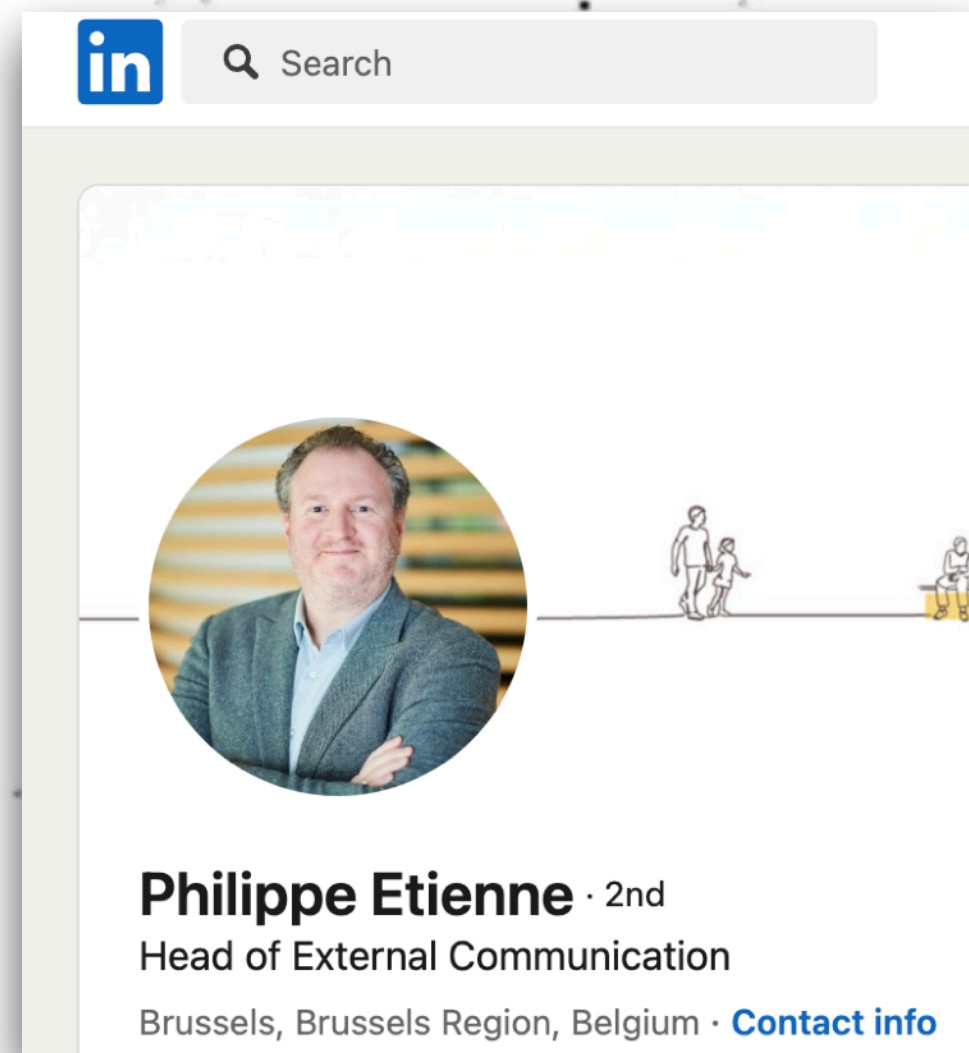 in
Search
Philippe Etienne · 2nd
Head of External Communication
Brussels, Brussels Region, Belgium · Contact info